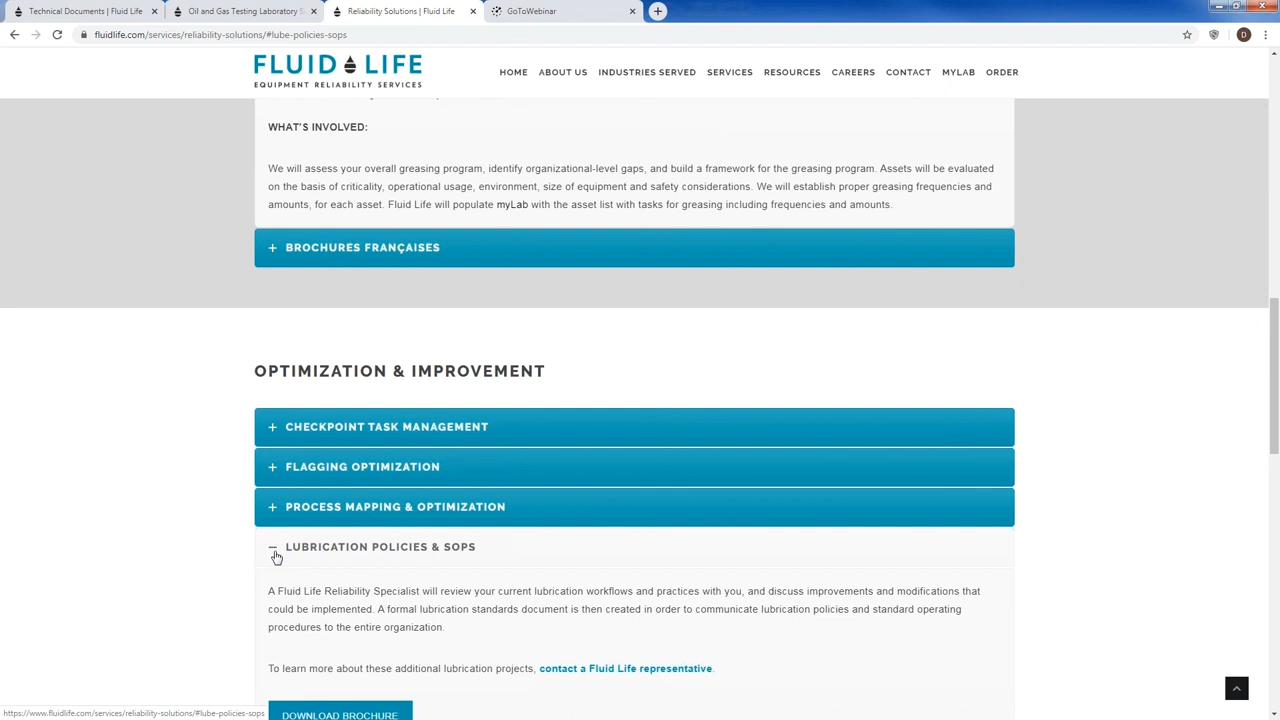 Technical Documents | Fluid Life
Oil and Gas Testing Laboratory S
Reliability Solutions | Fluid Life
GoToWebinar
fluidlife.com/services/reliability-solutions/#lube-policies-sops
D
FLUID LIFE
EQUIPMENT RELIABILITY SERVICES
HOME ABOUT US INDUSTRIES SERVED SERVICES RESOURCES CAREERS CONTACT MYLAB ORDER
WHAT'S INVOLVED:
We will assess your overall greasing program, identify organizational-level gaps, and build a framework for the greasing program. Assets will be evaluated
on the basis of criticality, operational usage, environment, size of equipment and safety considerations. We will establish proper greasing frequencies and
amounts, for each asset. Fluid Life will populate myLab with the asset list with tasks for greasing including frequencies and amounts.
+ BROCHURES FRANÇAISES
OPTIMIZATION & IMPROVEMENT
+ CHECKPOINT TASK MANAGEMENT
+ FLAGGING OPTIMIZATION
+ PROCESS MAPPING & OPTIMIZATION
− LUBRICATION POLICIES & SOPS
A Fluid Life Reliability Specialist will review your current lubrication workflows and practices with you, and discuss improvements and modifications that
could be implemented. A formal lubrication standards document is then created in order to communicate lubrication policies and standard operating
procedures to the entire organization.
To learn more about these additional lubrication projects, contact a Fluid Life representative.
DOWNLOAD BROCHURE
https://www.fluidlife.com/services/reliability-solutions/#lube-policies-sops